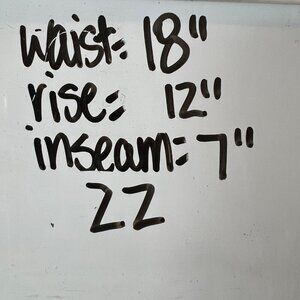 waist: 18"
rise: 12"
inseam: 7"
22